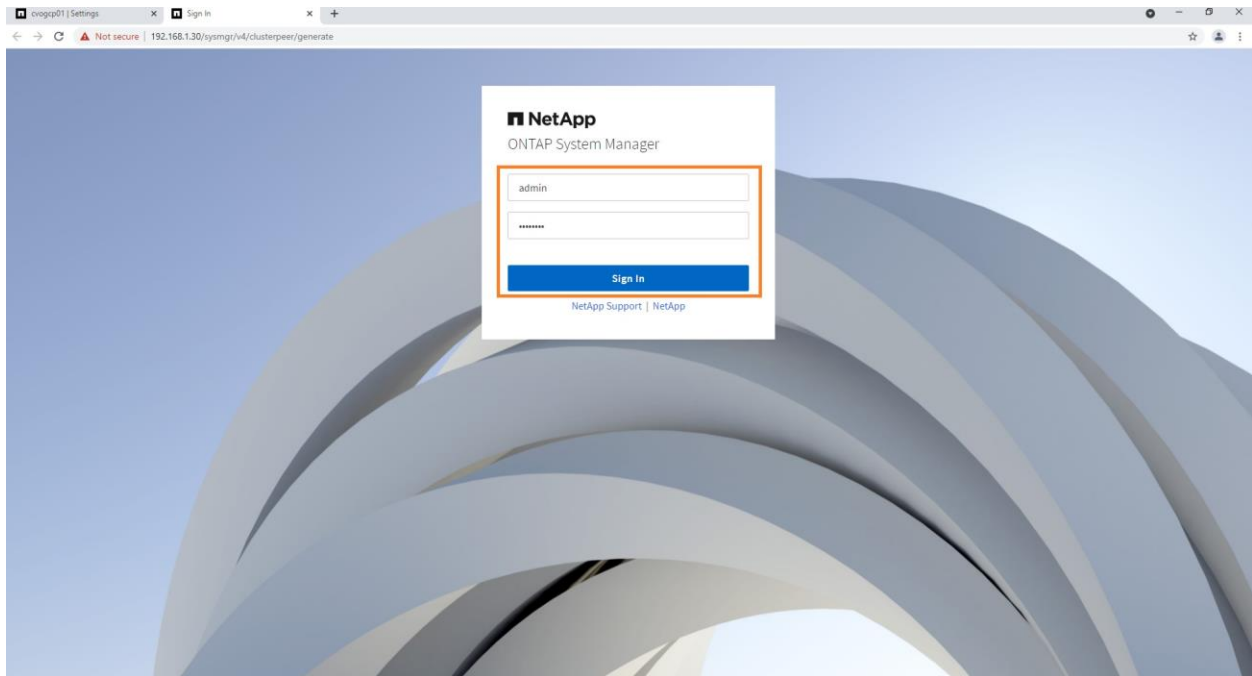 cvogcp01 | Settings
Sign In
Not secure | 192.168.1.30/sysmgr/v4/clusterpeer/generate
NetApp
ONTAP System Manager
admin
••••••••
Sign In
NetApp Support | NetApp